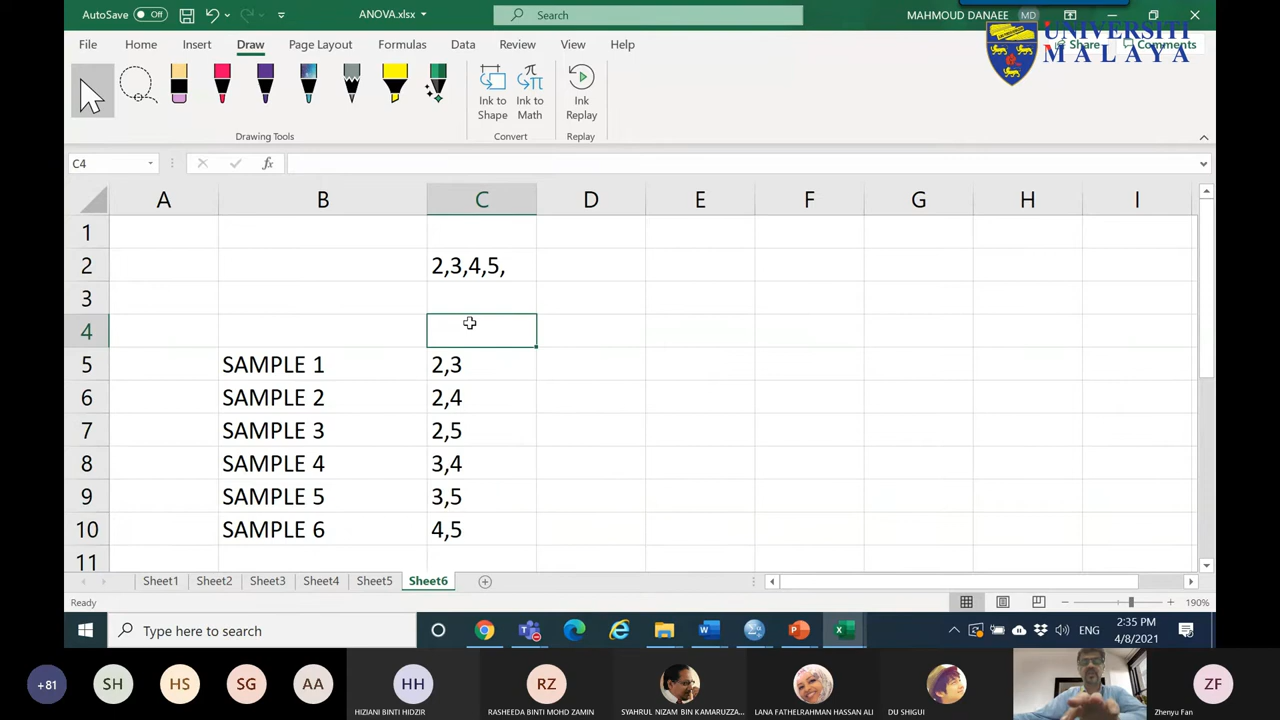 AutoSave Off ANOVA.xlsx Search MAHMOUD DANAEE MD
UNIVERSITI
MALAYA
File Home Insert Draw Page Layout Formulas Data Review View Help Share Comments
Ink to Shape
Ink to Math
Ink Replay
Drawing Tools Convert Replay
C4 fx
A B C D E F G H I
1
2 2,3,4,5,
3
4
5 SAMPLE 1 2,3
6 SAMPLE 2 2,4
7 SAMPLE 3 2,5
8 SAMPLE 4 3,4
9 SAMPLE 5 3,5
10 SAMPLE 6 4,5
11
Sheet1 Sheet2 Sheet3 Sheet4 Sheet5 Sheet6
Ready 190%
Type here to search ENG 2:35 PM
4/8/2021
+81 SH HS SG AA HH RZ ZF
HIZIANI BINTI HIDZIR RASHEEDA BINTI MOHD ZAMIN SYAHRUL NIZAM BIN KAMARUZZA... LANA FATHELRAHMAN HASSAN ALI DU SHIGUI Zhenyu Fan